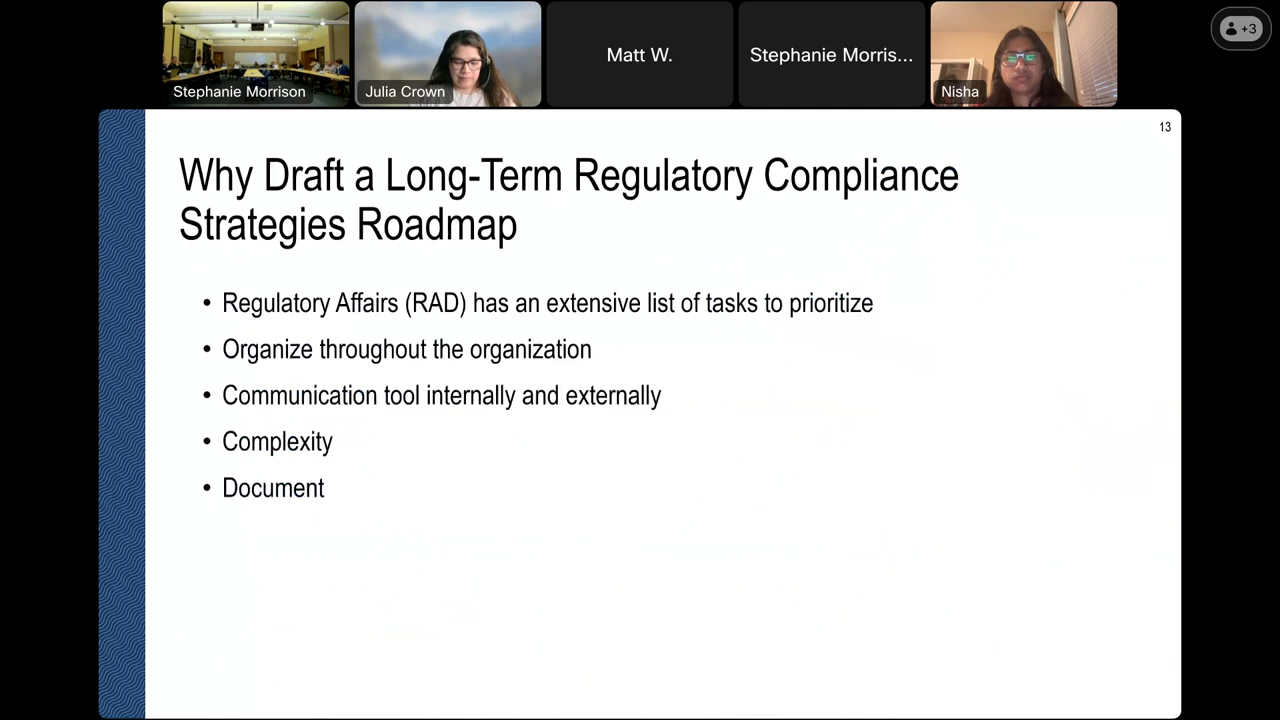 Stephanie Morrison
Julia Crown
Matt W.
Stephanie Morris...
Nisha
+3
13
Why Draft a Long-Term Regulatory Compliance
Strategies Roadmap
• Regulatory Affairs (RAD) has an extensive list of tasks to prioritize
• Organize throughout the organization
• Communication tool internally and externally
• Complexity
• Document